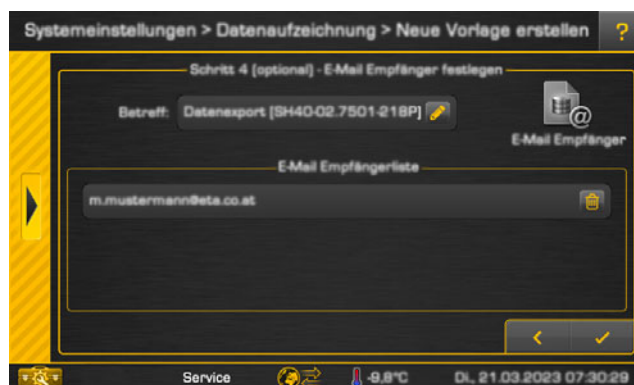 Systemeinstellungen > Datenaufzeichnung > Neue Vorlage erstellen ?
Schritt 4 (optional) - E-Mail Empfänger festlegen
Betreff: Datenexport [SH40-02.7501-218P]
@
E-Mail Empfänger
E-Mail Empfängerliste
m.mustermann@eta.co.at
Service -9,8°C Di., 21.03.2023 07:30:29